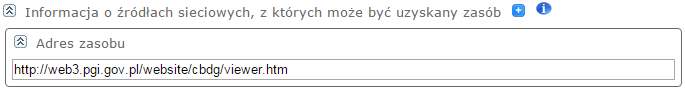 Informacja o źródłach sieciowych, z których może być uzyskany zasób
Adres zasobu
http://web3.pgi.gov.pl/website/cbdg/viewer.htm